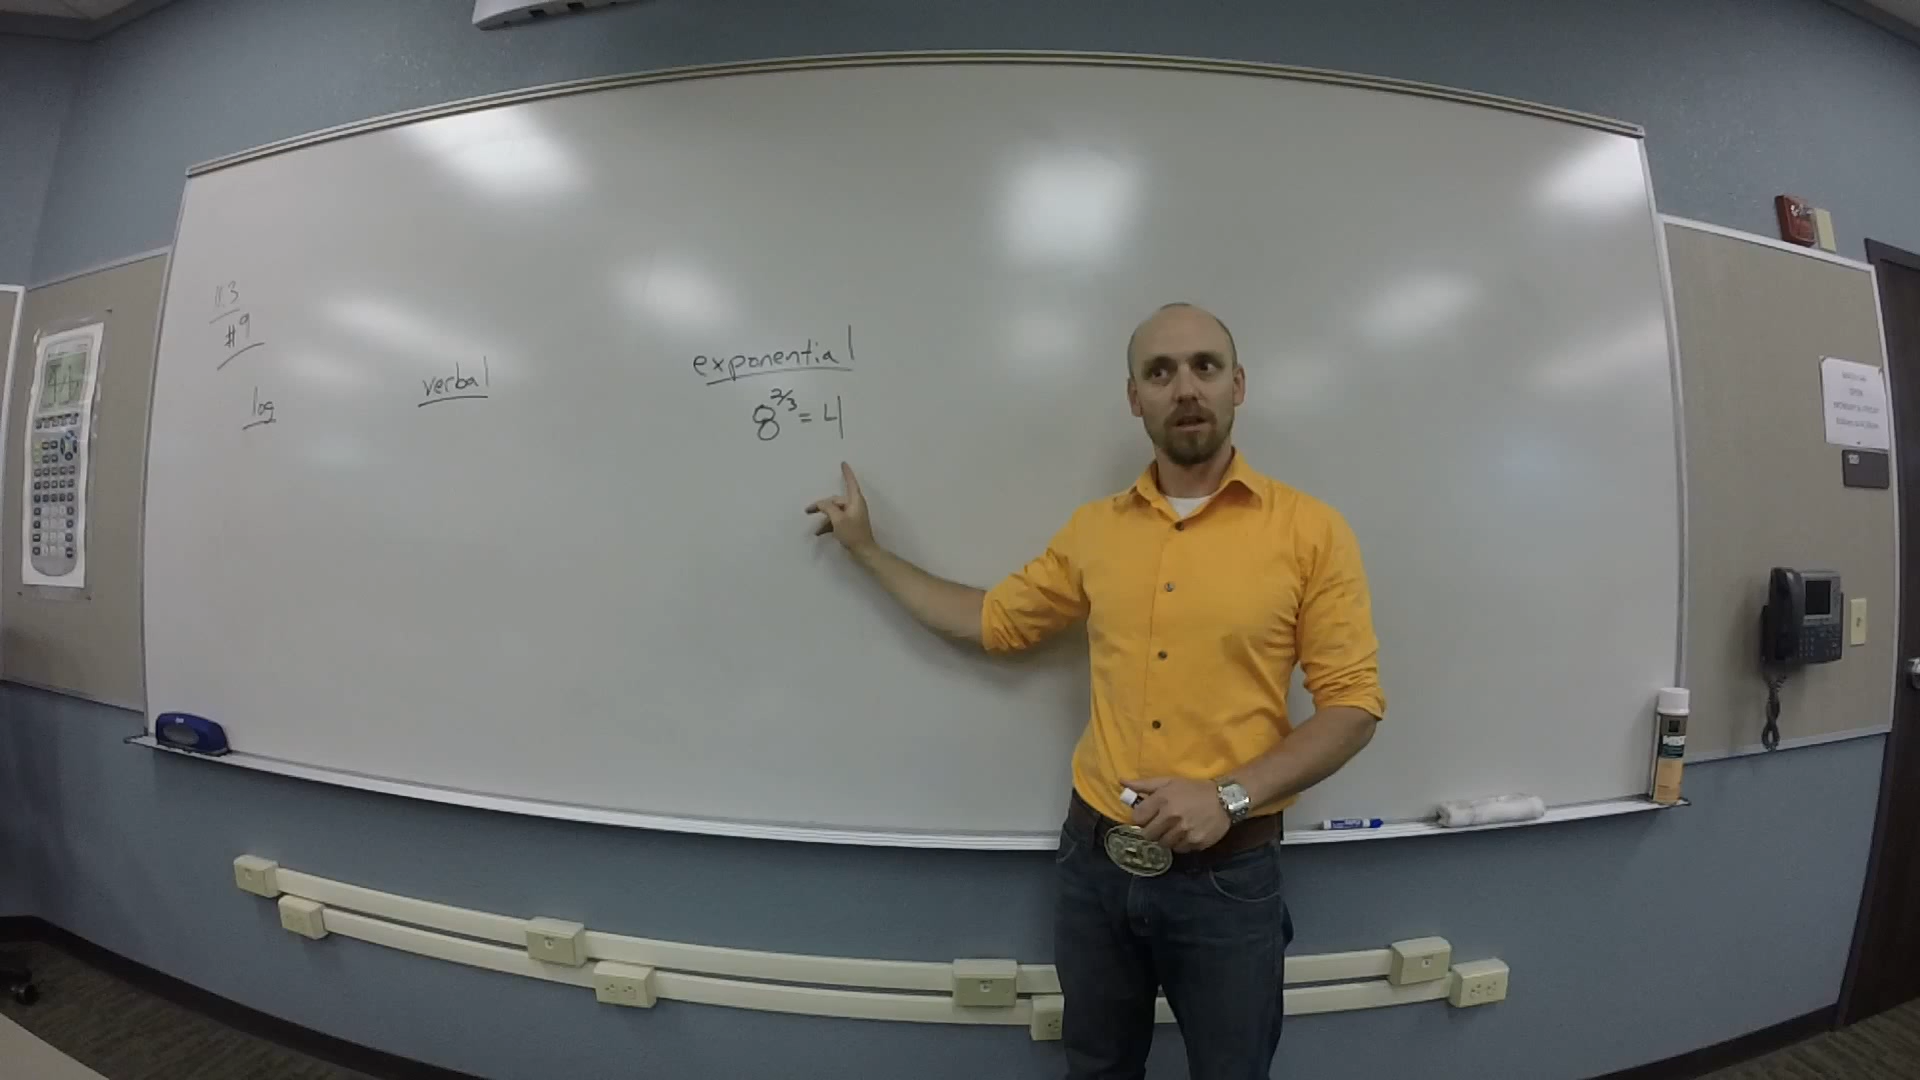 11.3
#9
log
verbal
exponential
8^(2/3) = 4